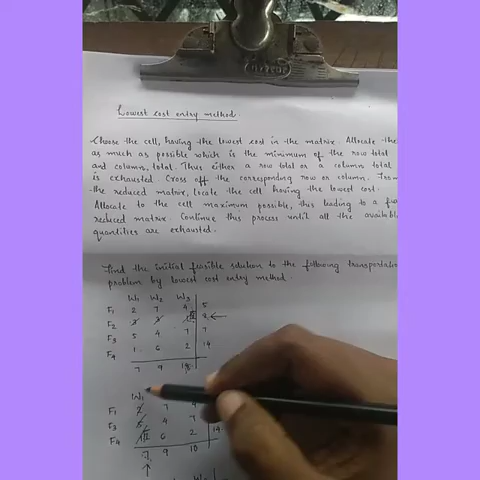 Lowest cost entry method.
Choose the cell, having the lowest cost in the matrix. Allocate the
as much as possible which is the minimum of the row total
and column, total. Thus either a row total or a column total
is exhausted. Cross off the corresponding row or column. From
the reduced matrix, locate the cell having the lowest cost.
Allocate to the cell maximum possible, thus leading to a
reduced matrix. Continue this process until all the available
quantities are exhausted.
Find the initial feasible solution to the following transportation
problem by lowest cost entry method.
W1 W2 W3
F1 2 7 4 5
F2 3 3
F3 5 4 7 7
F4 1 6 2 14
7 9 18
W1
F1 2 7
F3 5 4 7
F4 6 2 14
7 9 10